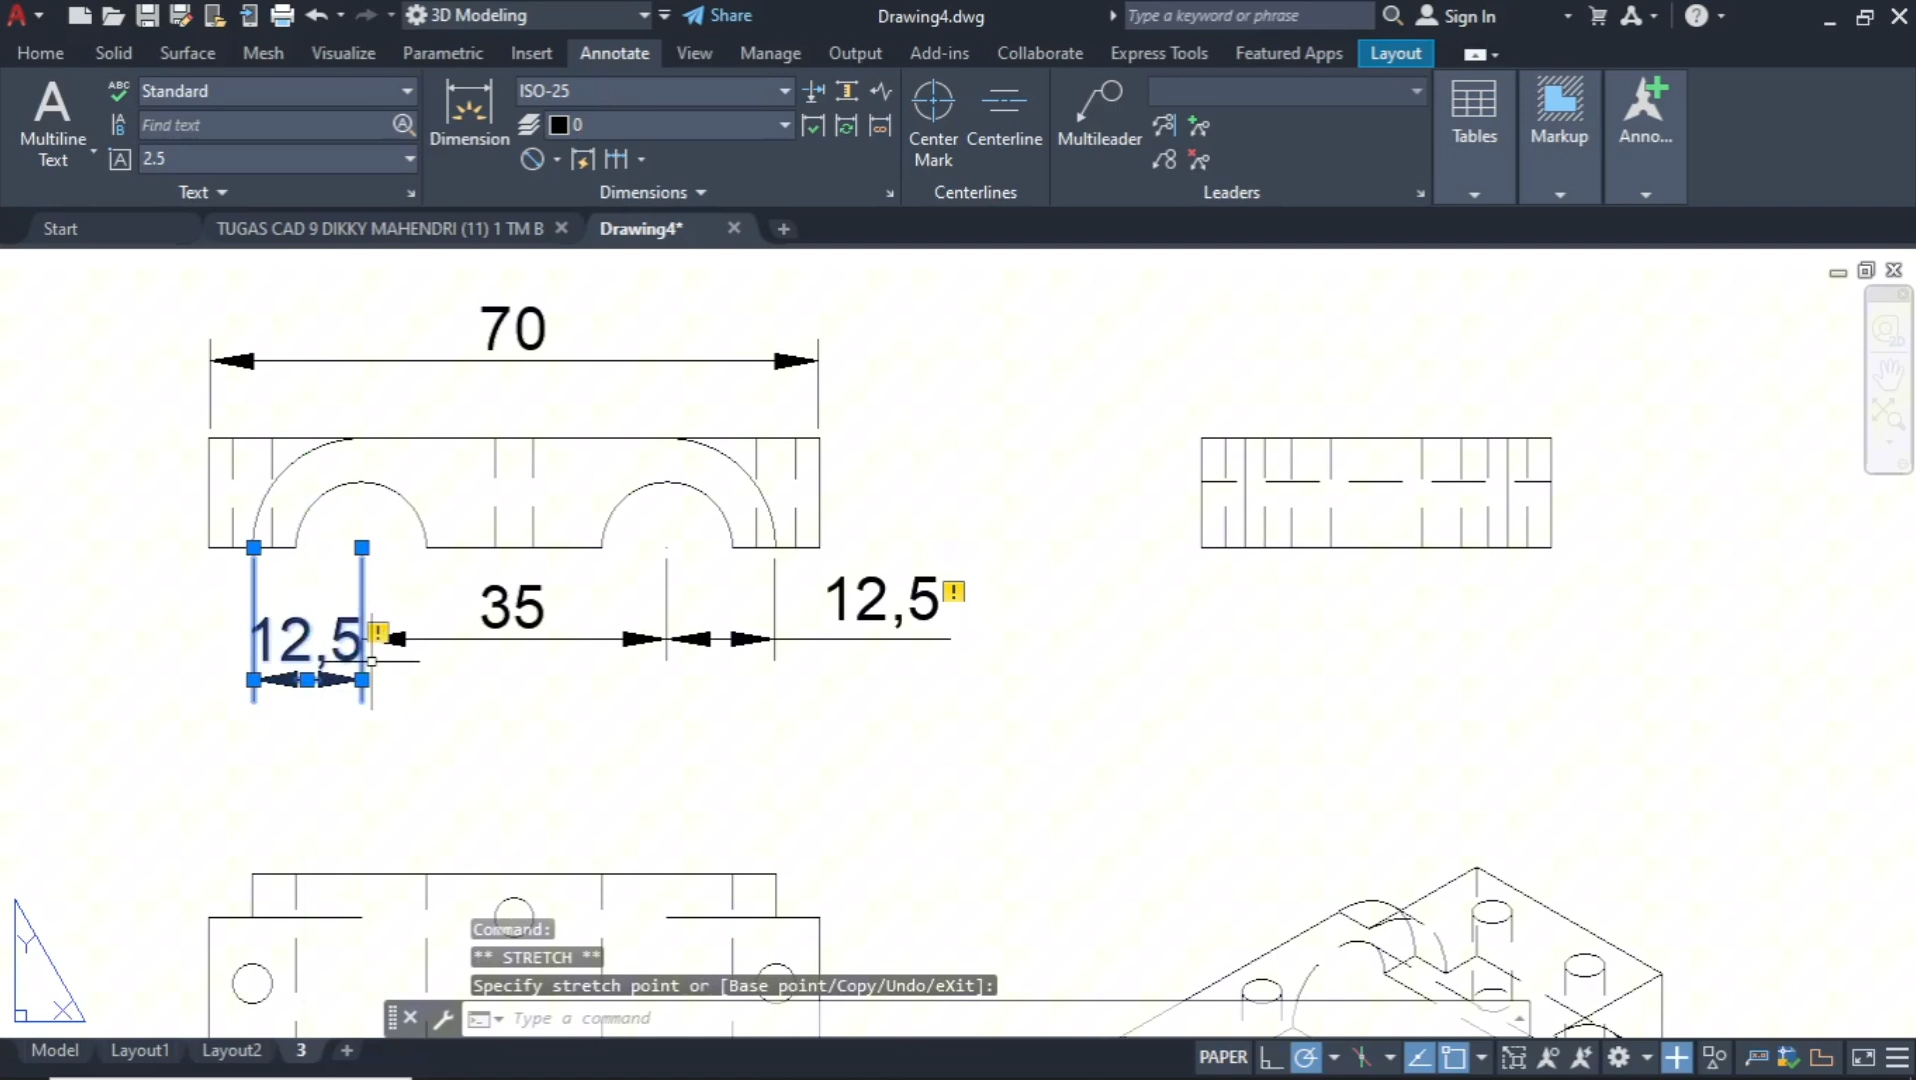 3D Modeling
Share
Drawing4.dwg
Type a keyword or phrase
Sign In
Home
Solid
Surface
Mesh
Visualize
Parametric
Insert
Annotate
View
Manage
Output
Add-ins
Collaborate
Express Tools
Featured Apps
Layout
Multiline
Text
ABC
Standard
Find text
2.5
Dimension
ISO-25
0
Center
Mark
Centerline
Multileader
Tables
Markup
Anno...
Text
Dimensions
Centerlines
Leaders
Start
TUGAS CAD 9 DIKKY MAHENDRI (11) 1 TM B
Drawing4*
70
12,5
35
12,5
2D
Y
X
Command:
** STRETCH **
Specify stretch point or [Base point/Copy/Undo/eXit]:
Type a command
Model
Layout1
Layout2
3
PAPER